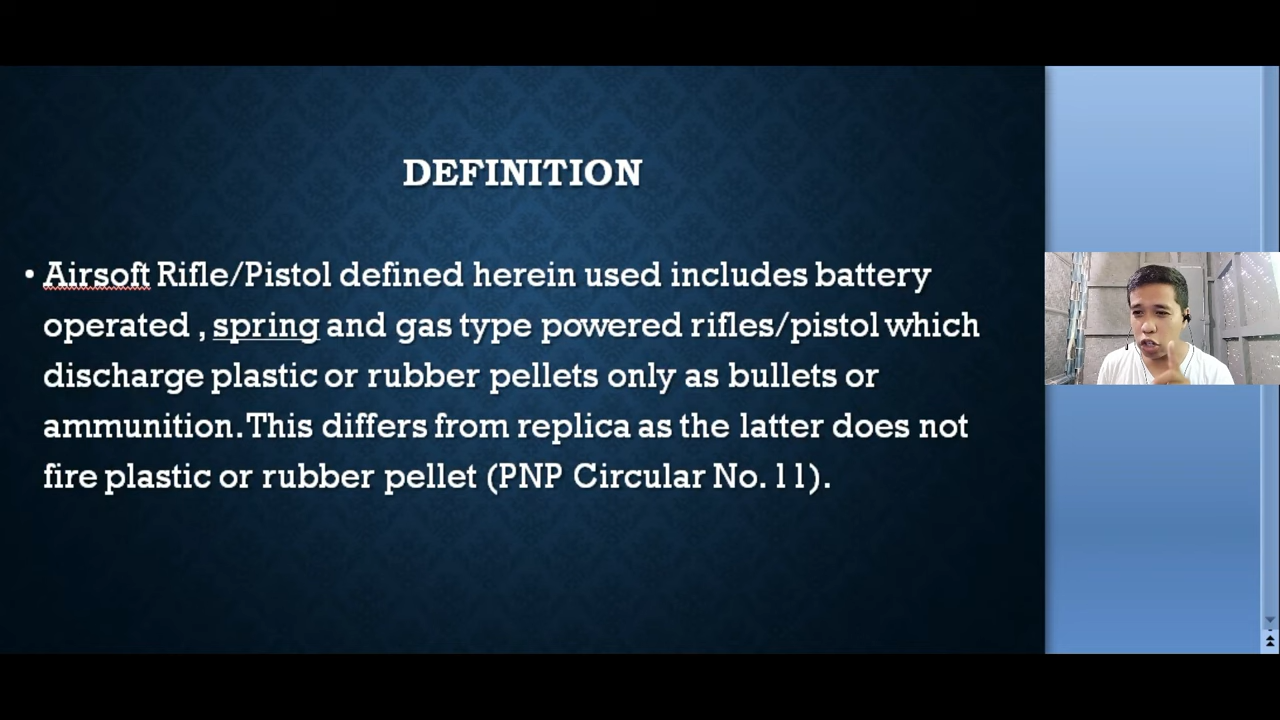 DEFINITION
• Airsoft Rifle/Pistol defined herein used includes battery
operated , spring and gas type powered rifles/pistol which
discharge plastic or rubber pellets only as bullets or
ammunition. This differs from replica as the latter does not
fire plastic or rubber pellet (PNP Circular No. 11).